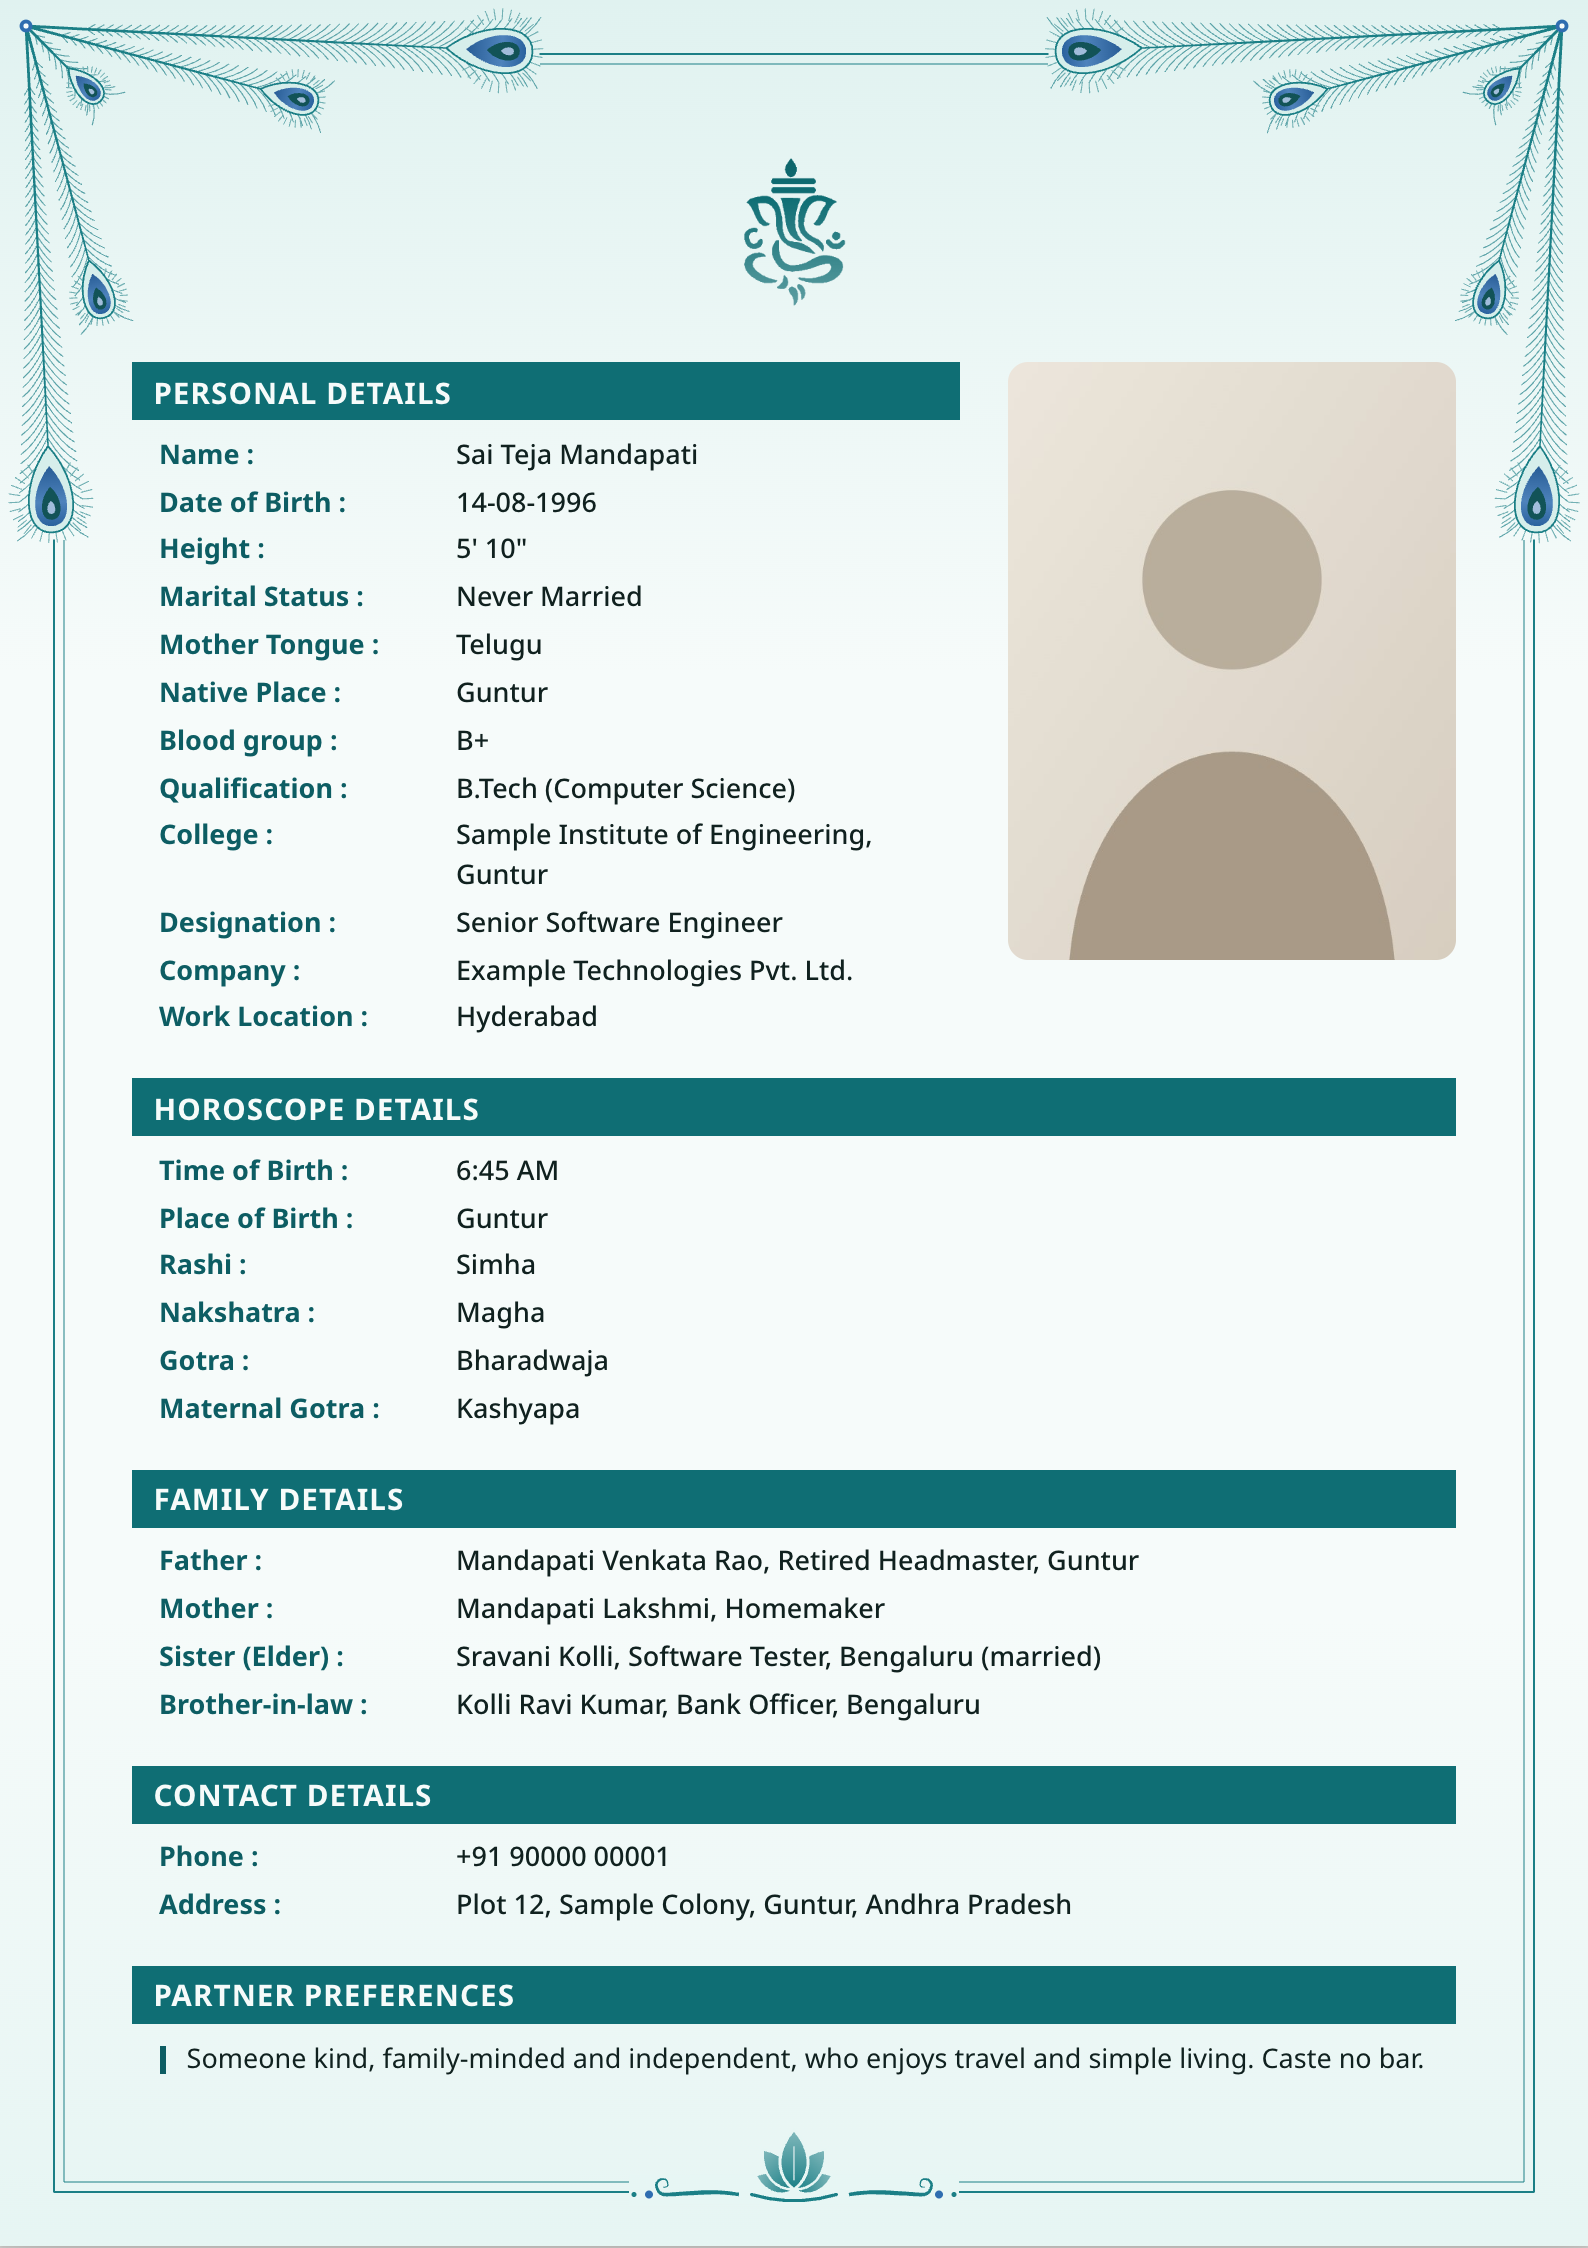 PERSONAL DETAILS
Name : Sai Teja Mandapati
Date of Birth : 14-08-1996
Height : 5' 10"
Marital Status : Never Married
Mother Tongue : Telugu
Native Place : Guntur
Blood group : B+
Qualification : B.Tech (Computer Science)
College : Sample Institute of Engineering,
Guntur
Designation : Senior Software Engineer
Company : Example Technologies Pvt. Ltd.
Work Location : Hyderabad
HOROSCOPE DETAILS
Time of Birth : 6:45 AM
Place of Birth : Guntur
Rashi : Simha
Nakshatra : Magha
Gotra : Bharadwaja
Maternal Gotra : Kashyapa
FAMILY DETAILS
Father : Mandapati Venkata Rao, Retired Headmaster, Guntur
Mother : Mandapati Lakshmi, Homemaker
Sister (Elder) : Sravani Kolli, Software Tester, Bengaluru (married)
Brother-in-law : Kolli Ravi Kumar, Bank Officer, Bengaluru
CONTACT DETAILS
Phone : +91 90000 00001
Address : Plot 12, Sample Colony, Guntur, Andhra Pradesh
PARTNER PREFERENCES
Someone kind, family-minded and independent, who enjoys travel and simple living. Caste no bar.